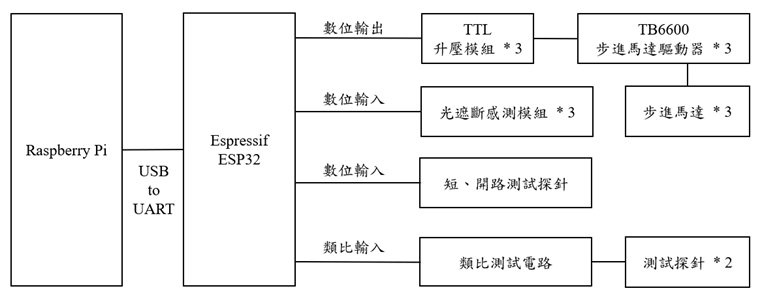 Raspberry Pi
USB
to
UART
Espressif
ESP32
數位輸出
TTL
升壓模組 * 3
TB6600
步進馬達驅動器 * 3
步進馬達 * 3
數位輸入
光遮斷感測模組 * 3
數位輸入
短、開路測試探針
類比輸入
類比測試電路
測試探針 * 2